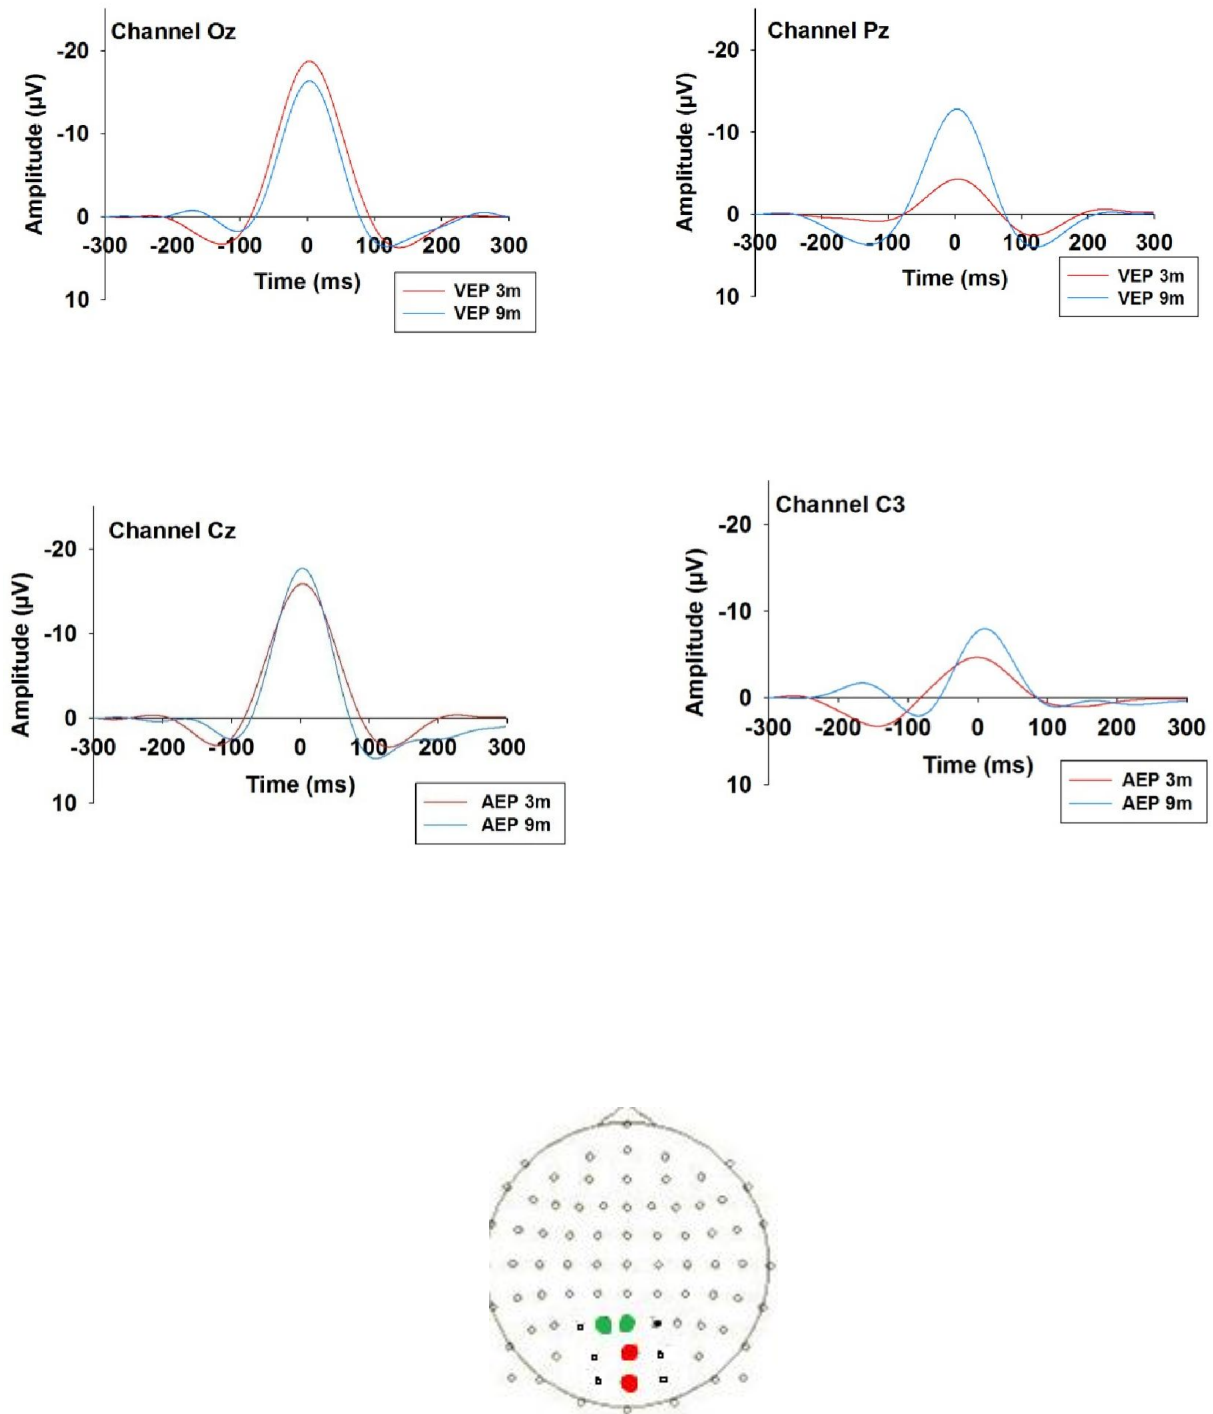 Channel Oz
-20
-10
0
10
Amplitude (µV)
-300 -200 -100 0 100 200 300
Time (ms)
VEP 3m
VEP 9m
Channel Pz
-20
-10
0
10
Amplitude (µV)
-300 -200 -100 0 100 200 300
Time (ms)
VEP 3m
VEP 9m
Channel Cz
-20
-10
0
10
Amplitude (µV)
-300 -200 -100 0 100 200 300
Time (ms)
AEP 3m
AEP 9m
Channel C3
-20
-10
0
10
Amplitude (µV)
-300 -200 -100 0 100 200 300
Time (ms)
AEP 3m
AEP 9m